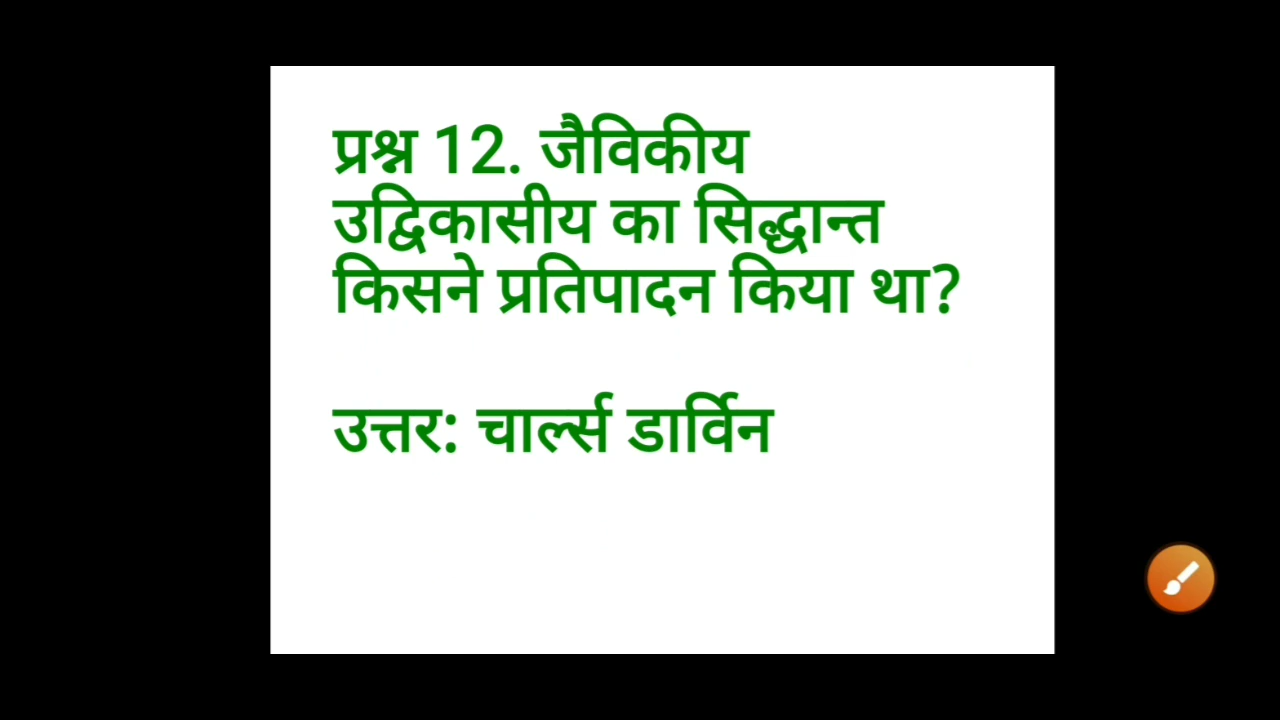 प्रश्न 12. जैविकीय
उद्विकासीय का सिद्धान्त
किसने प्रतिपादन किया था?
उत्तर: चार्ल्स डार्विन